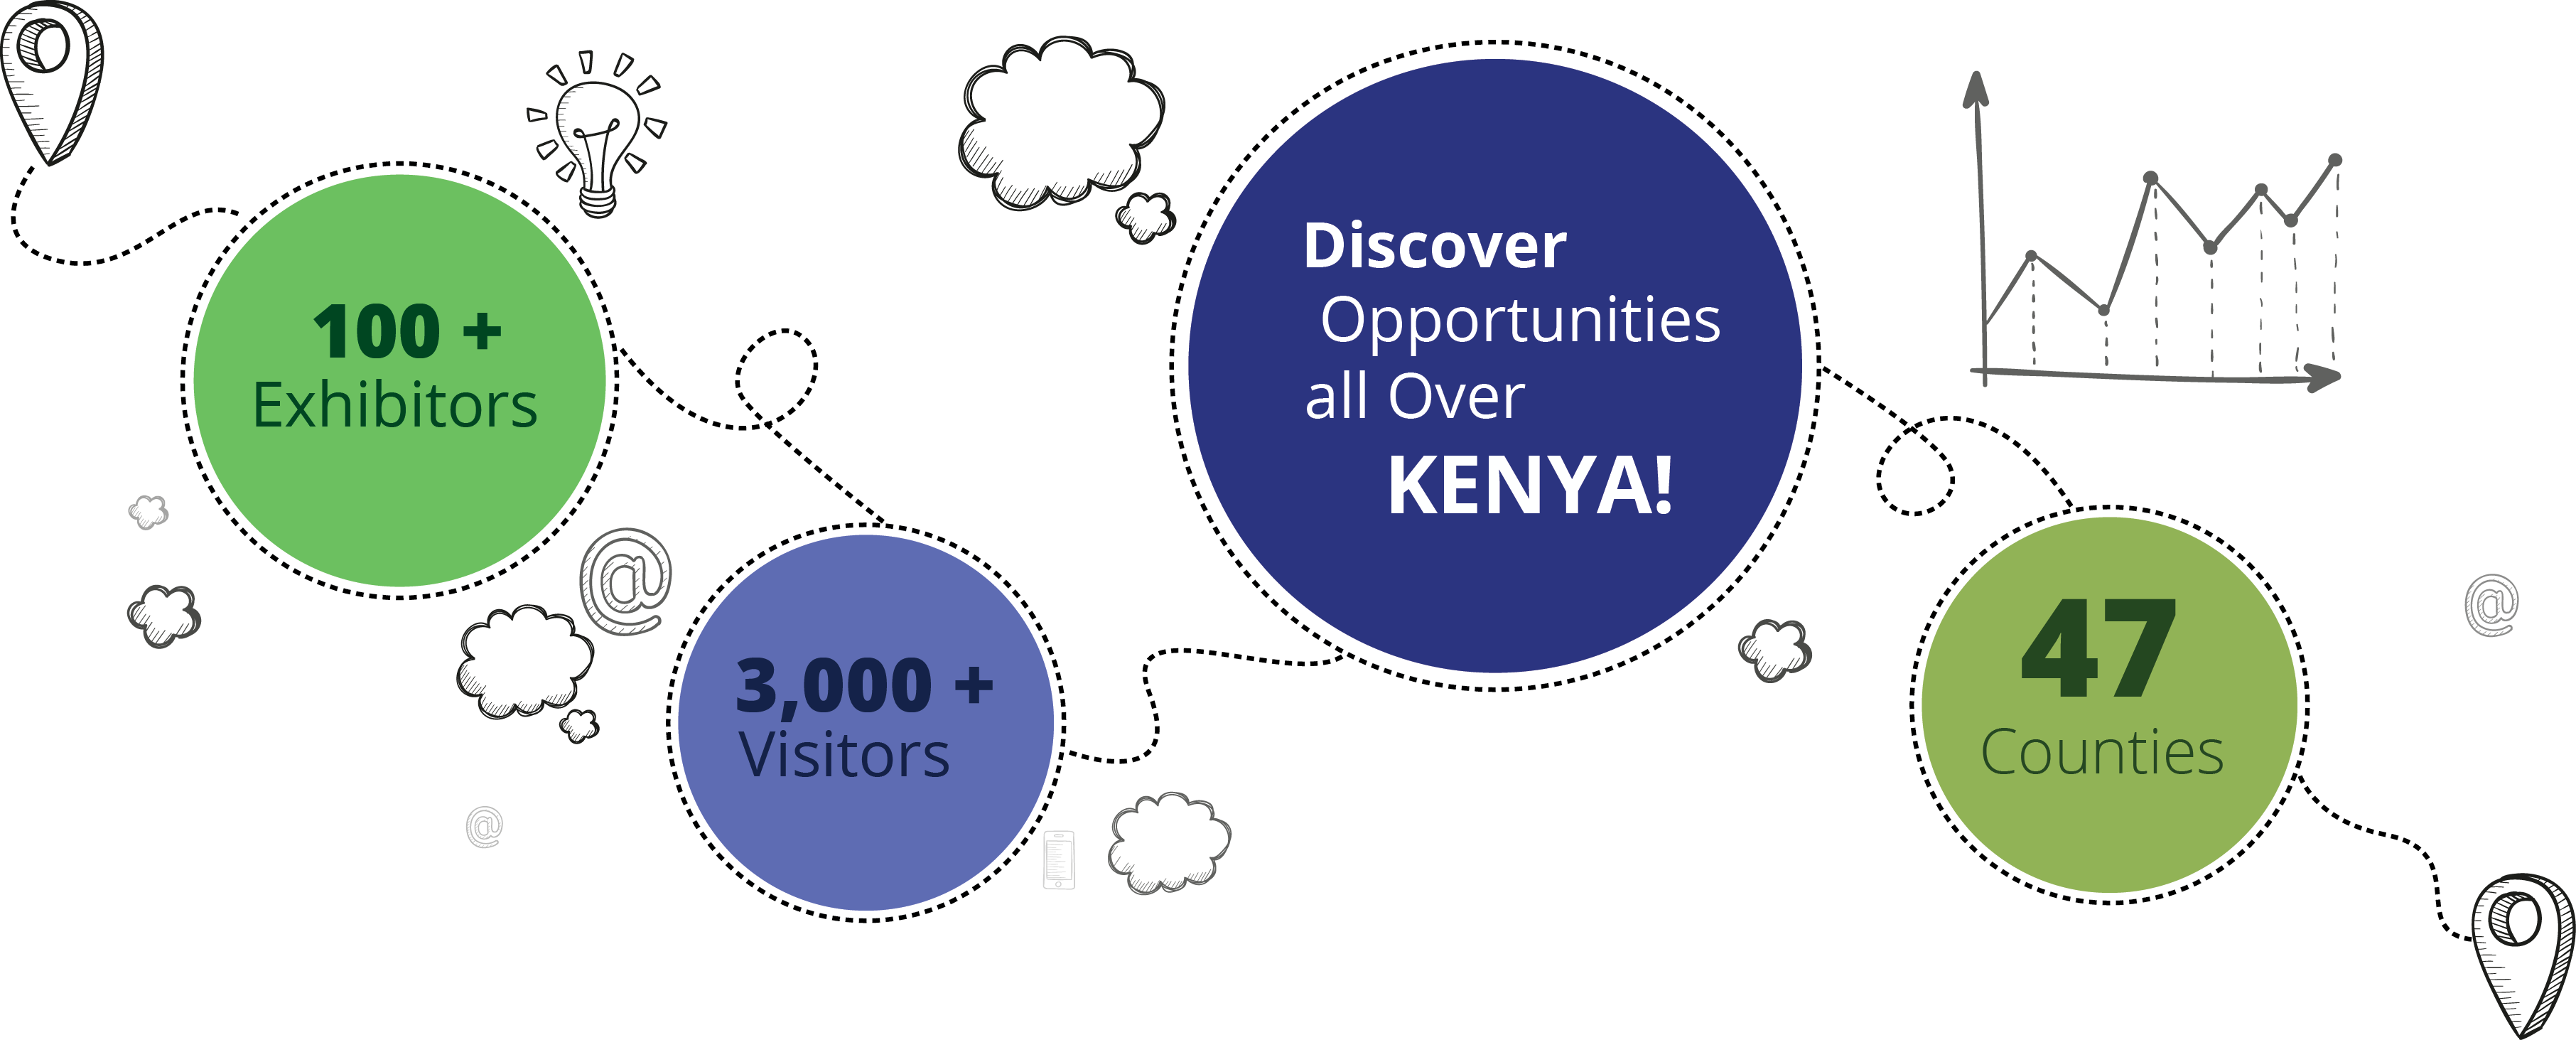 100 +
Exhibitors
3,000 +
Visitors
Discover
Opportunities
all Over
KENYA!
47
Counties